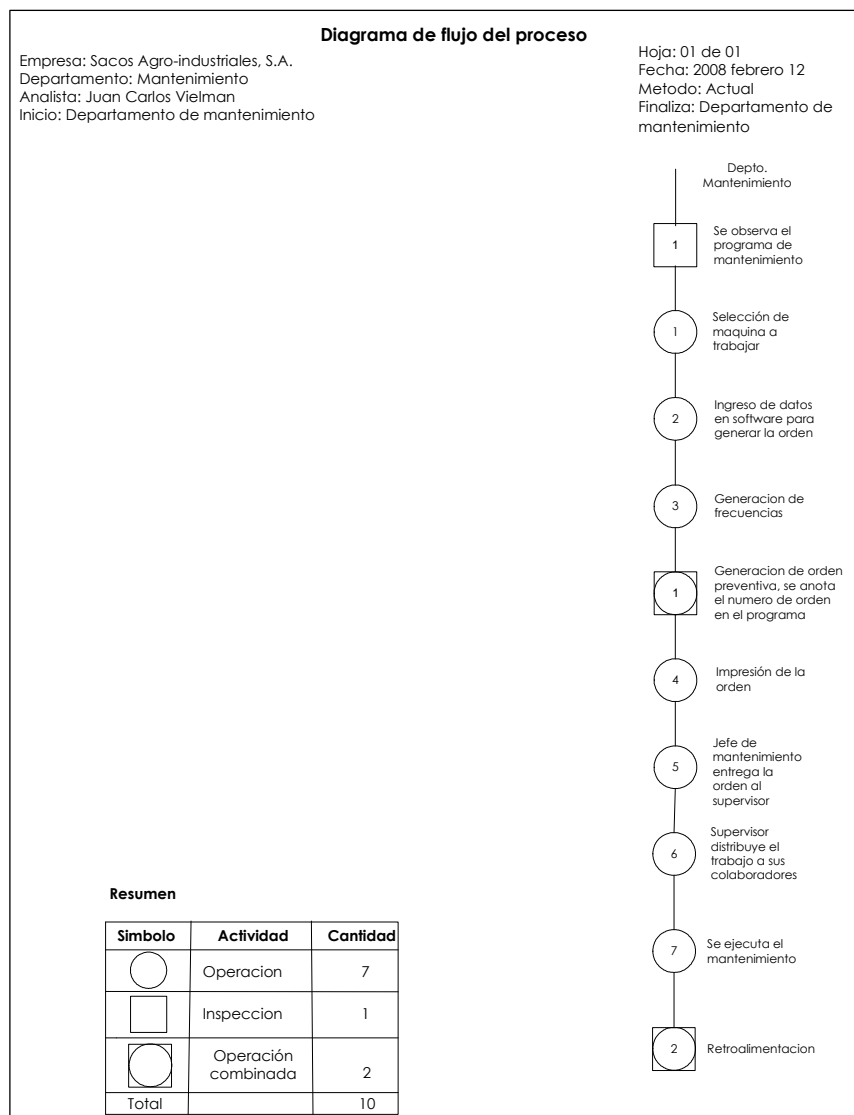 Diagrama de flujo del proceso
Empresa: Sacos Agro-industriales, S.A.
Departamento: Mantenimiento
Analista: Juan Carlos Vielman
Inicio: Departamento de mantenimiento
Hoja: 01 de 01
Fecha: 2008 febrero 12
Metodo: Actual
Finaliza: Departamento de
mantenimiento
Depto.
Mantenimiento
1
Se observa el
programa de
mantenimiento
1
Selección de
maquina a
trabajar
2
Ingreso de datos
en software para
generar la orden
3
Generacion de
frecuencias
1
Generacion de orden
preventiva, se anota
el numero de orden
en el programa
4
Impresión de la
orden
5
Jefe de
mantenimiento
entrega la
orden al
supervisor
6
Supervisor
distribuye el
trabajo a sus
colaboradores
7
Se ejecuta el
mantenimiento
2
Retroalimentacion
Resumen
Simbolo Actividad Cantidad
Operacion 7
Inspeccion 1
Operación
combinada 2
Total 10